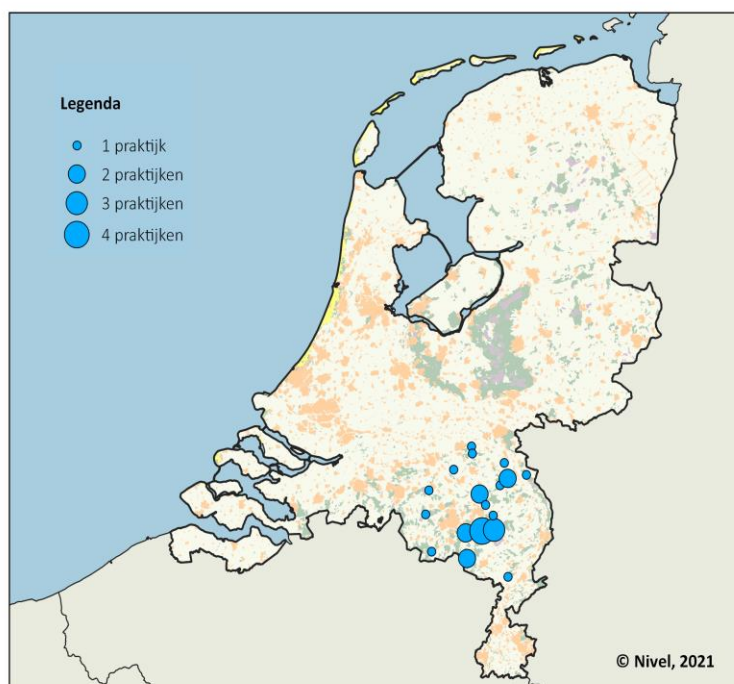 Legenda
1 praktijk
2 praktijken
3 praktijken
4 praktijken
© Nivel, 2021